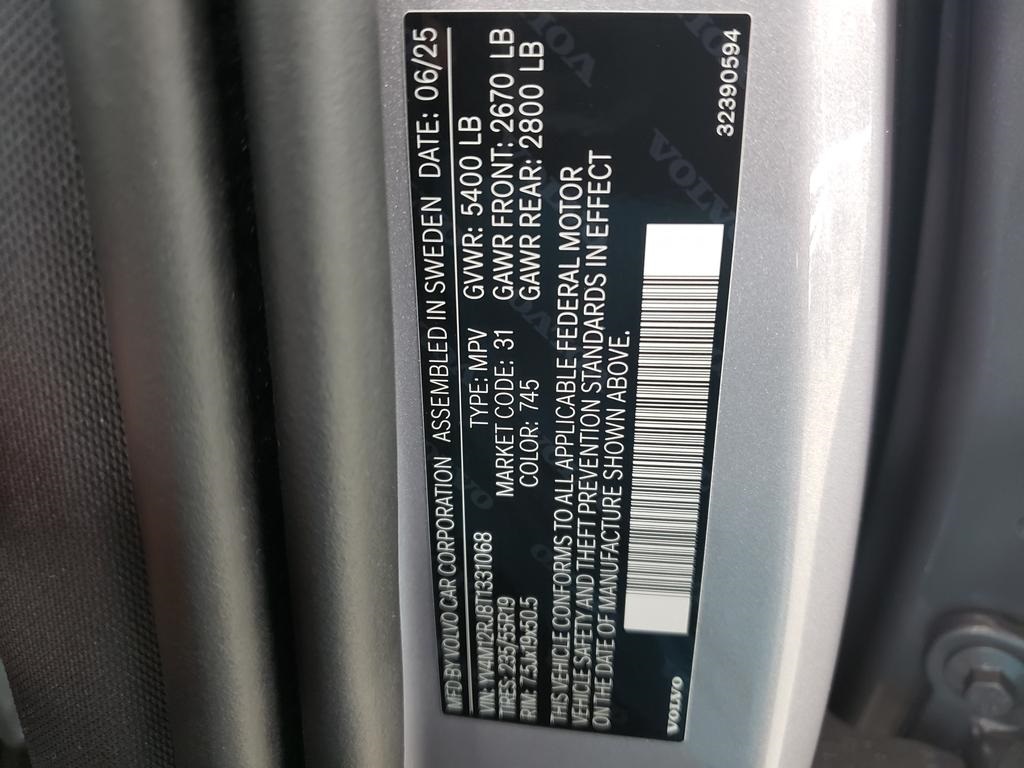 MFD BY VOLVO CAR CORPORATION ASSEMBLED IN SWEDEN DATE: 06/25
VIN: YV4M12RJ8T1331068 TYPE: MPV GVWR: 5400 LB
TIRES: 235/55R19 MARKET CODE: 31 GAWR FRONT: 2670 LB
RIM: 7.5Jx19x50.5 COLOR: 745 GAWR REAR: 2800 LB
THIS VEHICLE CONFORMS TO ALL APPLICABLE FEDERAL MOTOR
VEHICLE SAFETY AND THEFT PREVENTION STANDARDS IN EFFECT
ON THE DATE OF MANUFACTURE SHOWN ABOVE.
VOLVO
32390594